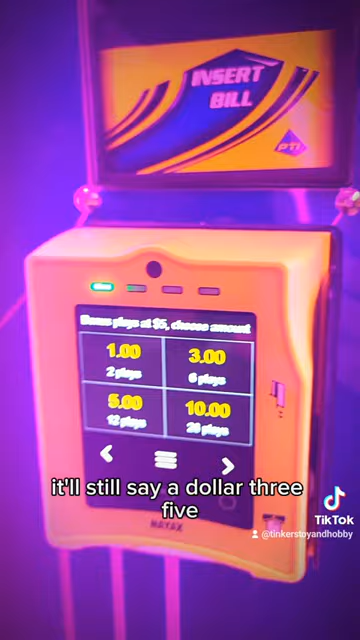 INSERT
BILL
PTI
Bonus plays at $5, choose amount
1.00
2 plays
3.00
6 plays
5.00
12 plays
10.00
26 plays
it'll still say a dollar three
five
NAYAX
TikTok
@tinkerstoyandhobby